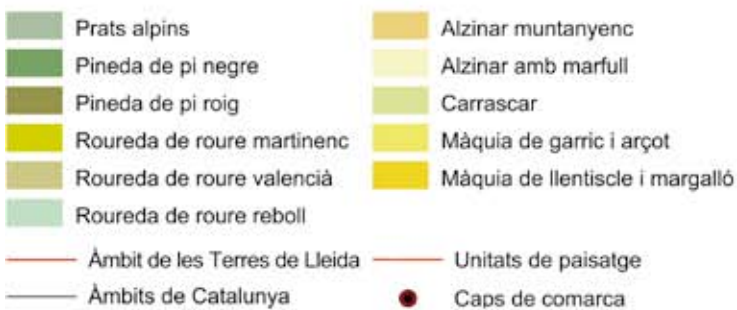 Prats alpins
Pineda de pi negre
Pineda de pi roig
Roureda de roure martinenc
Roureda de roure valencià
Roureda de roure reboll
Alzinar muntanyenc
Alzinar amb marfull
Carrascar
Màquia de garric i arçot
Màquia de llentiscle i margalló
Àmbit de les Terres de Lleida
Àmbits de Catalunya
Unitats de paisatge
Caps de comarca